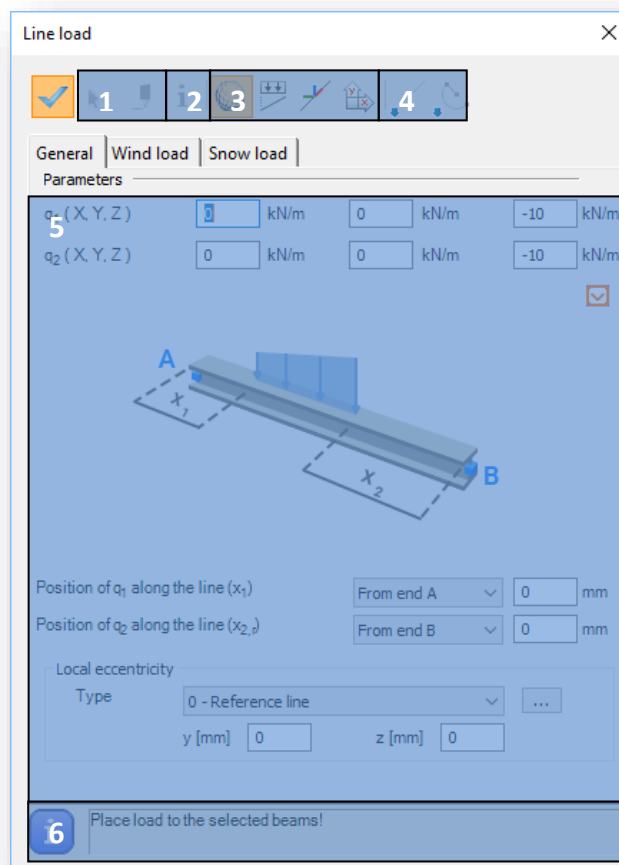 Line load
1 2 3 4
General Wind load Snow load
Parameters
5
q1 ( X, Y, Z ) 0 kN/m 0 kN/m -10 kN/m
q2 ( X, Y, Z ) 0 kN/m 0 kN/m -10 kN/m
A
X1
X2
B
Position of q1 along the line (x1) From end A 0 mm
Position of q2 along the line (x2,r) From end B 0 mm
Local eccentricity
Type 0 - Reference line ...
y [mm] 0 z [mm] 0
6 Place load to the selected beams!